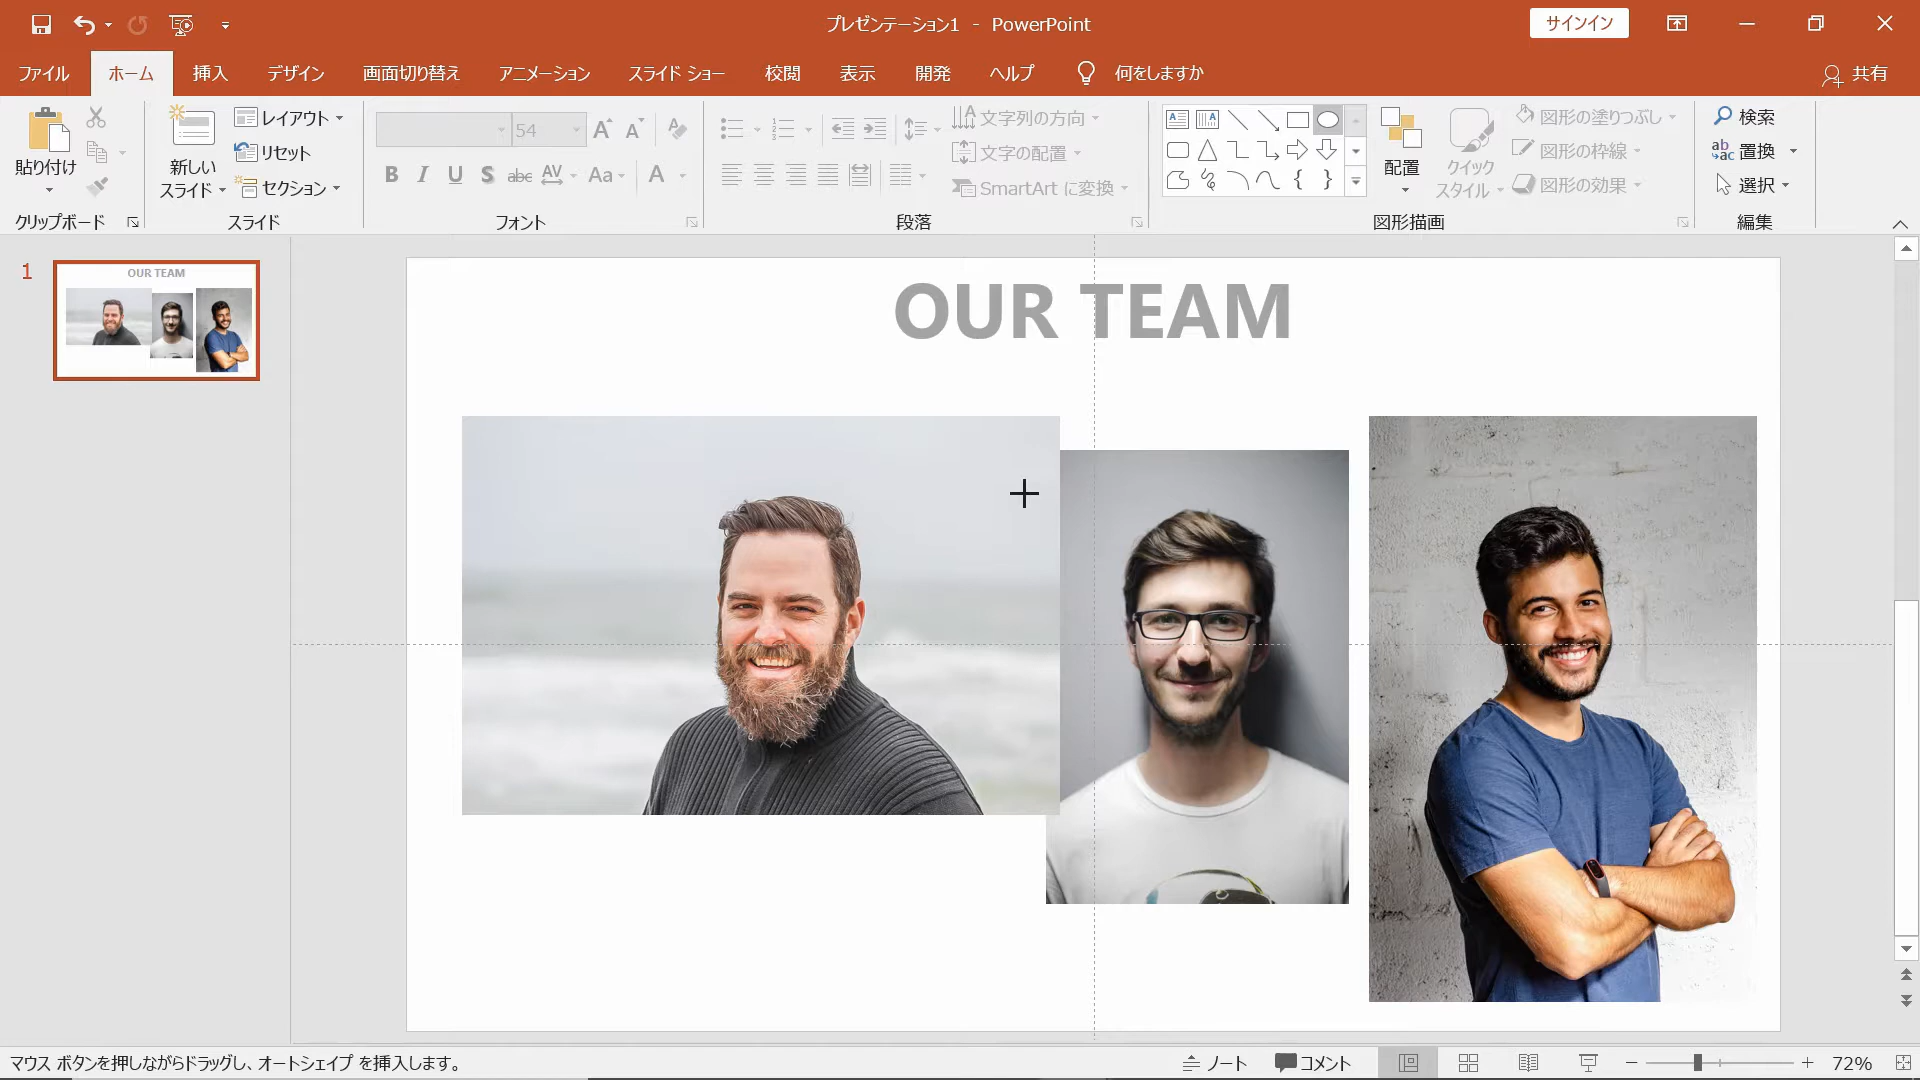 プレゼンテーション1 - PowerPoint
サインイン
ファイル ホーム 挿入 デザイン 画面切り替え アニメーション スライド ショー 校閲 表示 開発 ヘルプ 何をしますか 共有
貼り付け
新しい
スライド
レイアウト
リセット
セクション
54
B I U S abc AV Aa A
文字列の方向
文字の配置
SmartArt に変換
配置
クイック
スタイル
図形の塗りつぶし
図形の枠線
図形の効果
検索
置換
選択
クリップボード スライド フォント 段落 図形描画 編集
1
OUR TEAM
OUR TEAM
マウス ボタンを押しながらドラッグし、オートシェイプ を挿入します。
ノート コメント 72%